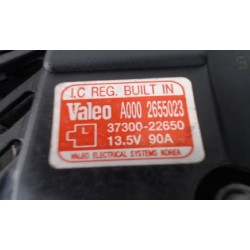 I.C REG. BUILT IN
Valeo A000 2655023
37300-22650
13.5V 90A
VALEO ELECTRICAL SYSTEMS KOREA